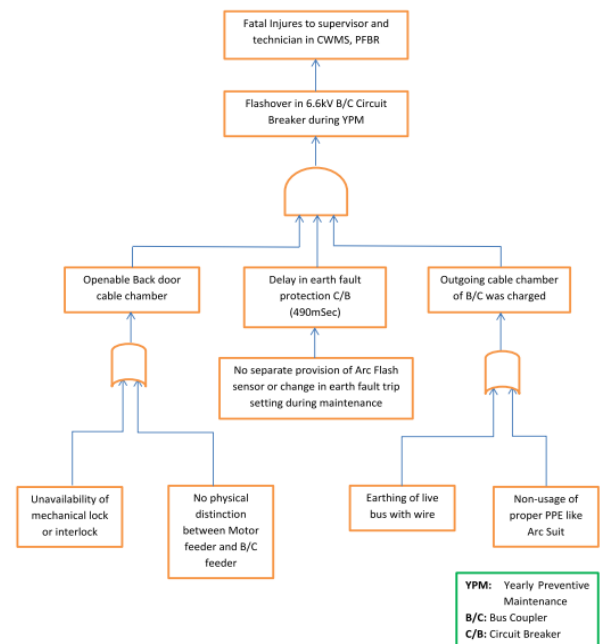 Fatal Injures to supervisor and
technician in CWMS, PFBR
Flashover in 6.6kV B/C Circuit
Breaker during YPM
Openable Back door
cable chamber
Delay in earth fault
protection C/B
(490mSec)
Outgoing cable chamber
of B/C was charged
No separate provision of Arc Flash
sensor or change in earth fault trip
setting during maintenance
Unavailability of
mechanical lock
or interlock
No physical
distinction
between Motor
feeder and B/C
feeder
Earthing of live
bus with wire
Non-usage of
proper PPE like
Arc Suit
YPM: Yearly Preventive
Maintenance
B/C: Bus Coupler
C/B: Circuit Breaker